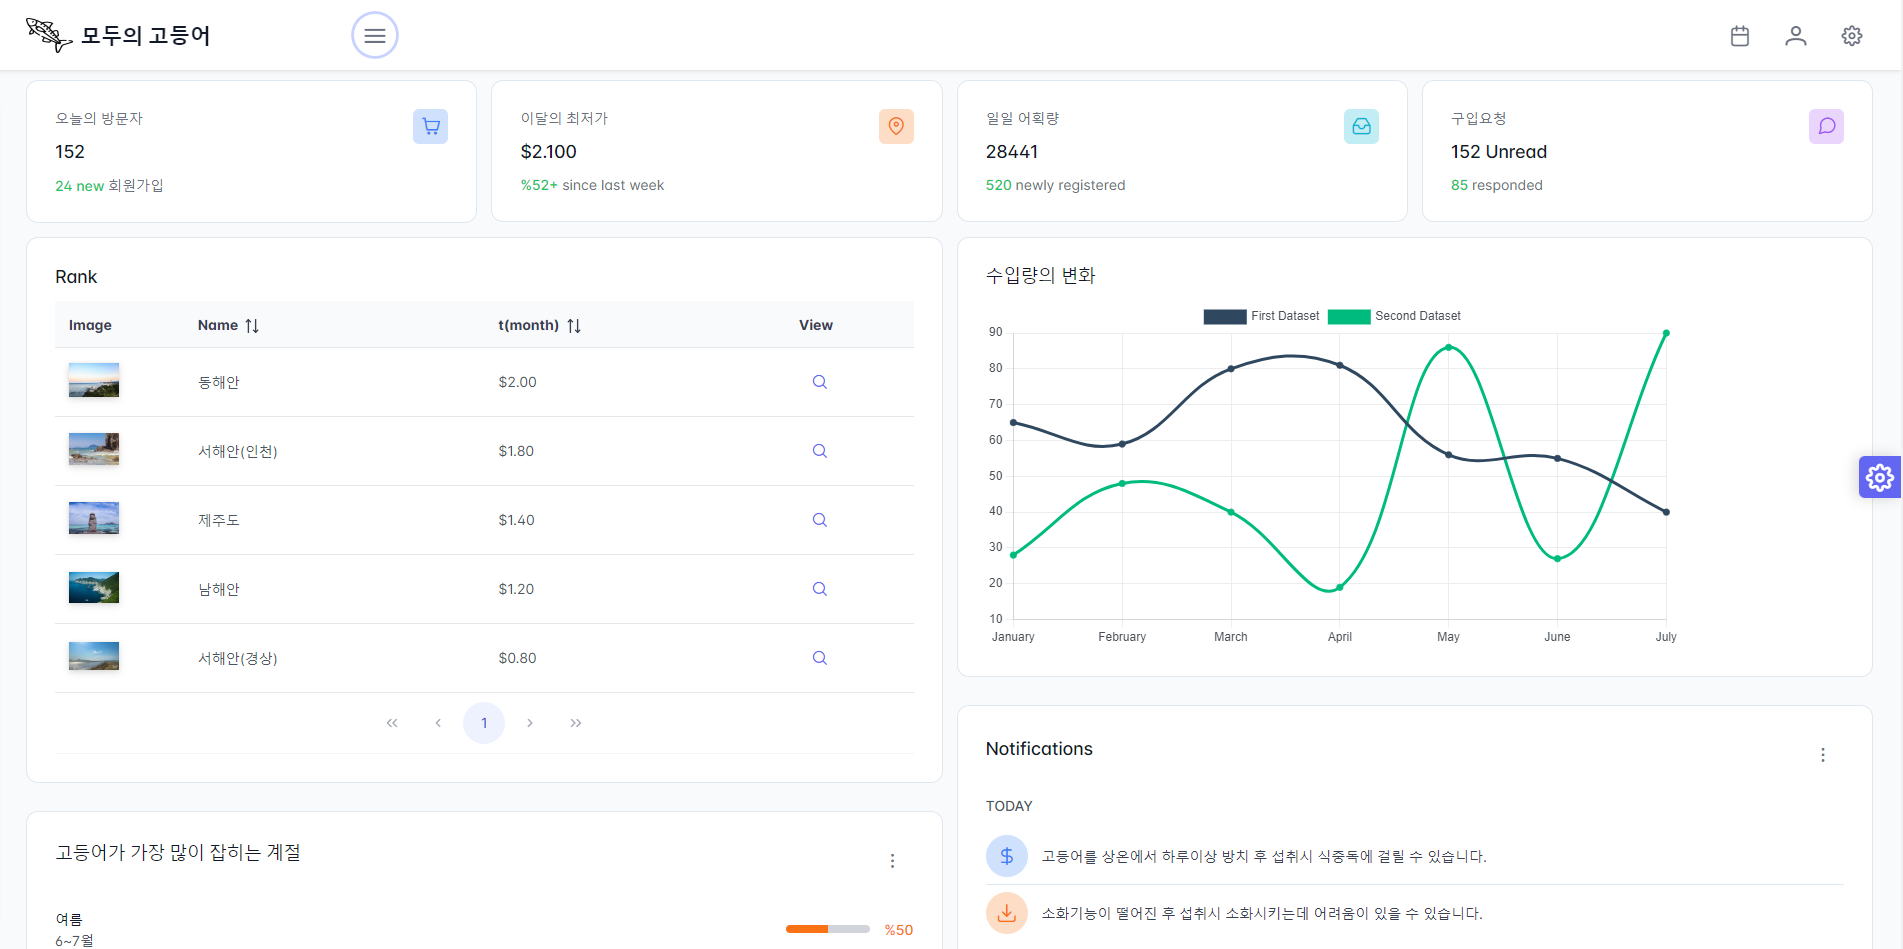 모두의 고등어
오늘의 방문자
152
24 new 회원가입
이달의 최저가
$2.100
%52+ since last week
일일 어획량
28441
520 newly registered
구입요청
152 Unread
85 responded
Rank
Image Name t(month) View
동해안 $2.00
서해안(인천) $1.80
제주도 $1.40
남해안 $1.20
서해안(경상) $0.80
« ‹ 1 › »
수입량의 변화
First Dataset Second Dataset
90
80
70
60
50
40
30
20
10
January February March April May June July
고등어가 가장 많이 잡히는 계절
여름
6~7월
%50
Notifications
TODAY
고등어를 상온에서 하루이상 방치 후 섭취시 식중독에 걸릴 수 있습니다.
소화기능이 떨어진 후 섭취시 소화시키는데 어려움이 있을 수 있습니다.